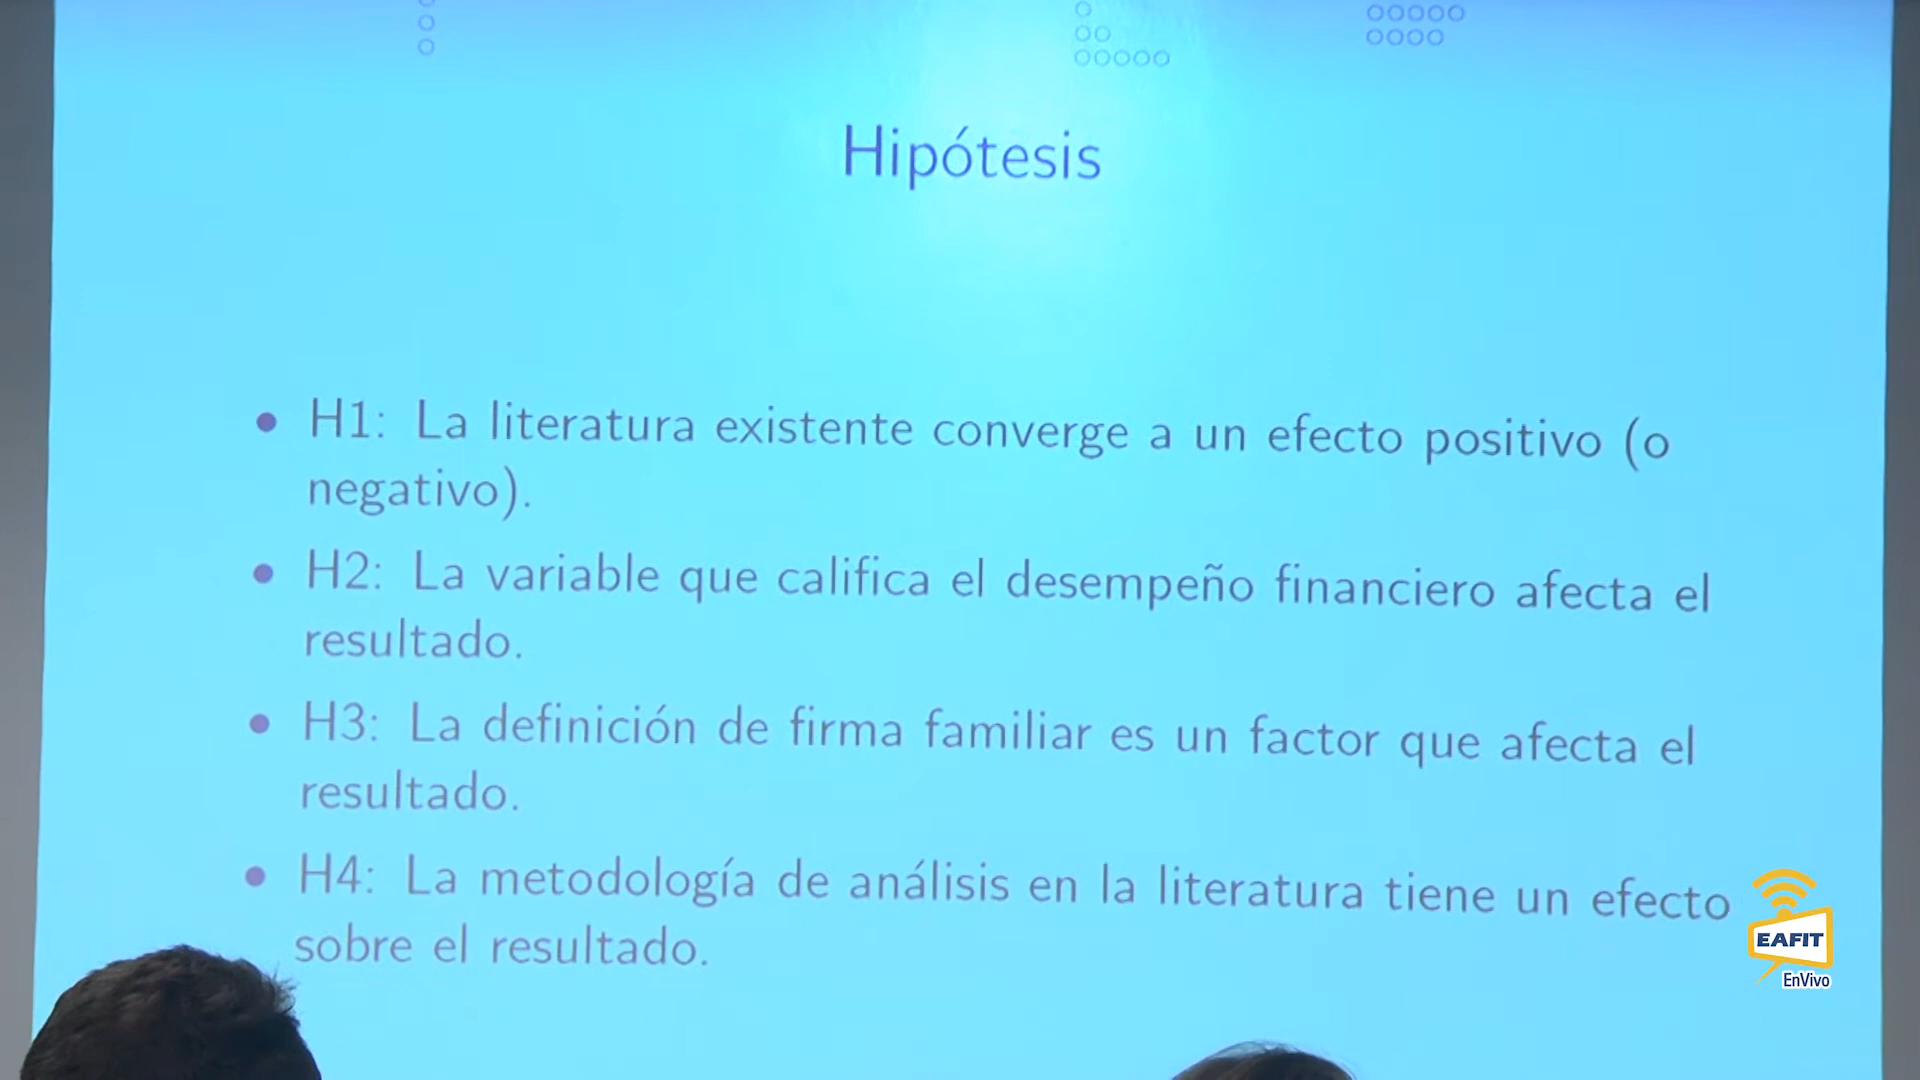 Hipótesis
• H1: La literatura existente converge a un efecto positivo (o
negativo).
• H2: La variable que califica el desempeño financiero afecta el
resultado.
• H3: La definición de firma familiar es un factor que afecta el
resultado.
• H4: La metodología de análisis en la literatura tiene un efecto
sobre el resultado.
EAFIT
EnVivo